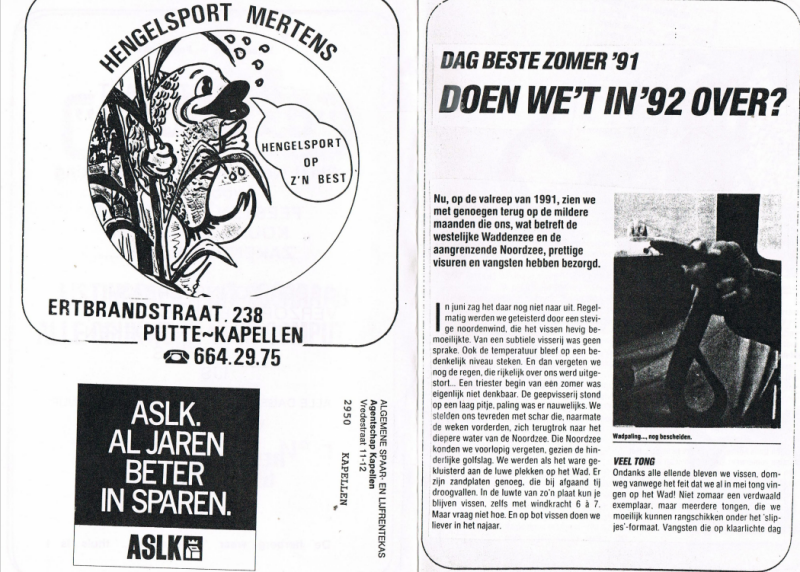 HENGELSPORT MERTENS
HENGELSPORT
OP
Z'N BEST
ERTBRANDSTRAAT. 238
PUTTE~KAPELLEN
☎ 664.29.75
ASLK.
AL JAREN
BETER
IN SPAREN.
ASLK
ALGEMENE SPAAR- EN LIJFRENTEKAS
Agentschap Kapellen
Vredestraat 11-12
2950 KAPELLEN
DAG BESTE ZOMER '91
DOEN WE'T IN '92 OVER?
Nu, op de valreep van 1991, zien we
met genoegen terug op de mildere
maanden die ons, wat betreft de
westelijke Waddenzee en de
aangrenzende Noordzee, prettige
visuren en vangsten hebben bezorgd.
In juni zag het daar nog niet naar uit. Regel-
matig werden we geteisterd door een stevi-
ge noordenwind, die het vissen hevig be-
moeilijkte. Van een subtiele visserij was geen
sprake. Ook de temperatuur bleef op een be-
denkelijk niveau steken. En dan vergeten we
nog de regen, die rijkelijk over ons werd uitge-
stort... Een triester begin van een zomer was
eigenlijk niet denkbaar. De geepvisserij stond
op een laag pitje, paling was er nauwelijks. We
stelden ons tevreden met schar die, naarmate
de weken vorderden, zich terugtrok naar het
diepere water van de Noordzee. Die Noordzee
konden we voorlopig vergeten, gezien de hin-
derlijke golfslag. We werden als het ware ge-
kluisterd aan de luwe plekken op het Wad. Er
zijn zandplaten genoeg, die bij afgaand tij
droogvallen. In de luwte van zo'n plaat kun je
blijven vissen, zelfs met windkracht 6 à 7.
Maar vraag niet hoe. En op bot vissen doen we
liever in het najaar.
Wadpaling..., nog bescheiden.
VEEL TONG
Ondanks alle ellende bleven we vissen, dom-
weg vanwege het feit dat we al in mei tong vin-
gen op het Wad! Niet zomaar een verdwaald
exemplaar, maar meerdere tongen, die we
moeilijk kunnen rangschikken onder het 'slip-
jes'-formaat. Vangsten die op klaarlichte dag